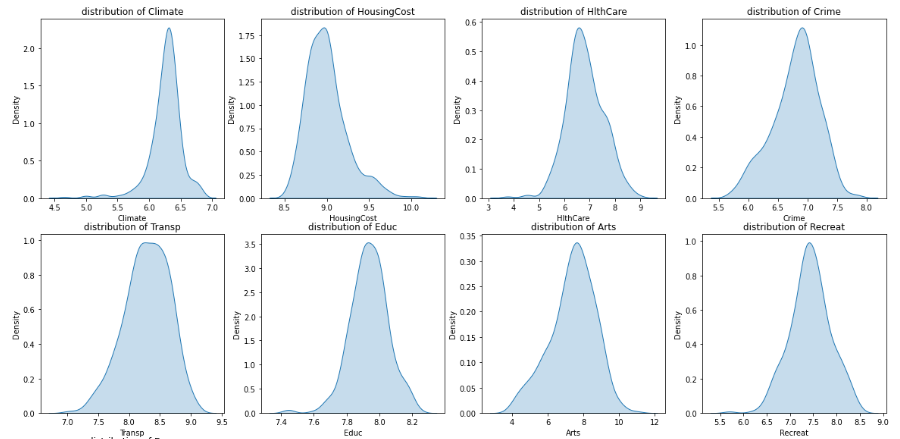 distribution of Climate
Density
2.0
1.5
1.0
0.5
0.0
4.5 5.0 5.5 6.0 6.5 7.0
Climate
distribution of HousingCost
Density
1.75
1.50
1.25
1.00
0.75
0.50
0.25
0.00
8.5 9.0 9.5 10.0
HousingCost
distribution of HlthCare
Density
0.6
0.5
0.4
0.3
0.2
0.1
0.0
3 4 5 6 7 8 9
HlthCare
distribution of Crime
Density
1.0
0.8
0.6
0.4
0.2
0.0
5.5 6.0 6.5 7.0 7.5 8.0
Crime
distribution of Transp
Density
1.0
0.8
0.6
0.4
0.2
0.0
7.0 7.5 8.0 8.5 9.0 9.5
Transp
distribution of Educ
Density
3.5
3.0
2.5
2.0
1.5
1.0
0.5
0.0
7.4 7.6 7.8 8.0 8.2
Educ
distribution of Arts
Density
0.35
0.30
0.25
0.20
0.15
0.10
0.05
0.00
4 6 8 10 12
Arts
distribution of Recreat
Density
1.0
0.8
0.6
0.4
0.2
0.0
5.5 6.0 6.5 7.0 7.5 8.0 8.5 9.0
Recreat